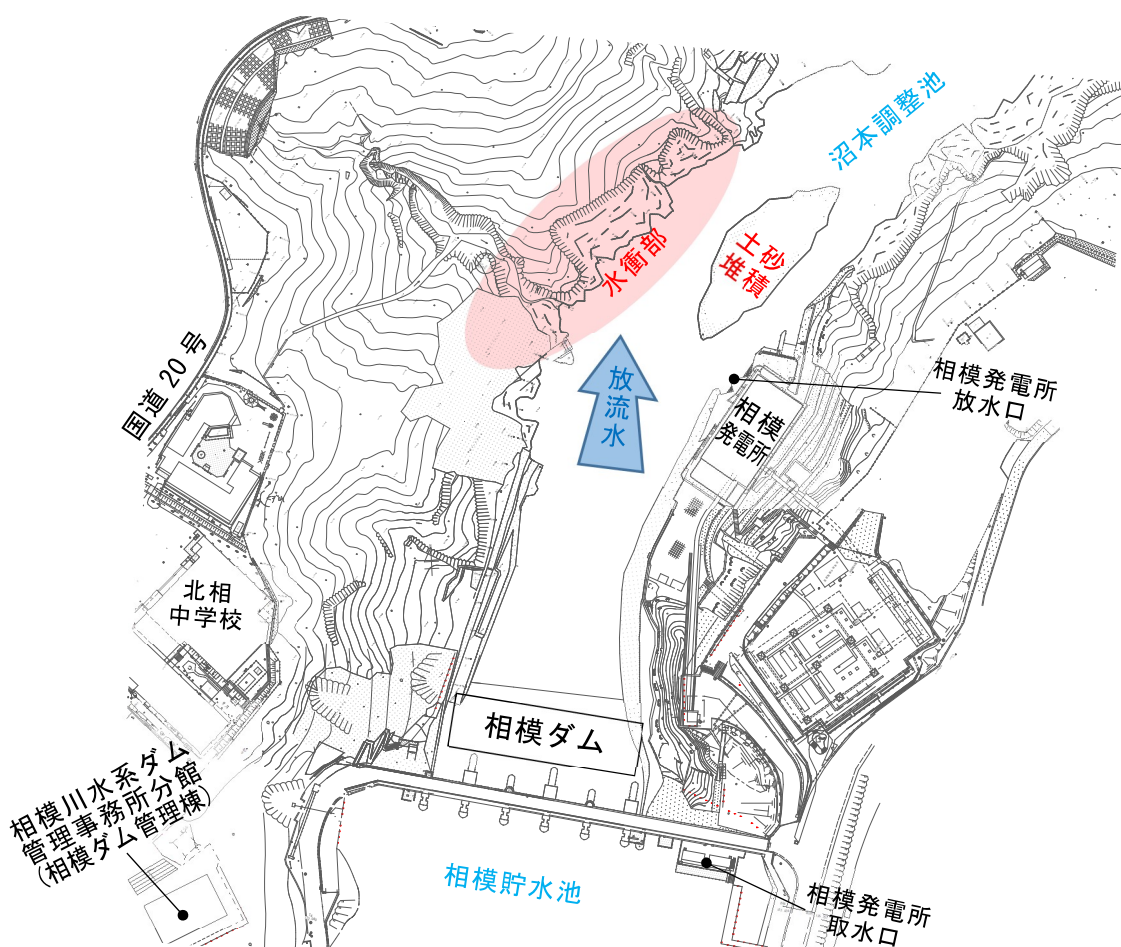 沼本調整池
水衝部
土砂
堆積
国道20号
放流水
相模発電所
放水口
相模
発電所
北相
中学校
相模ダム
相模川水系ダム
管理事務所分館
(相模ダム管理棟)
相模貯水池
相模発電所
取水口